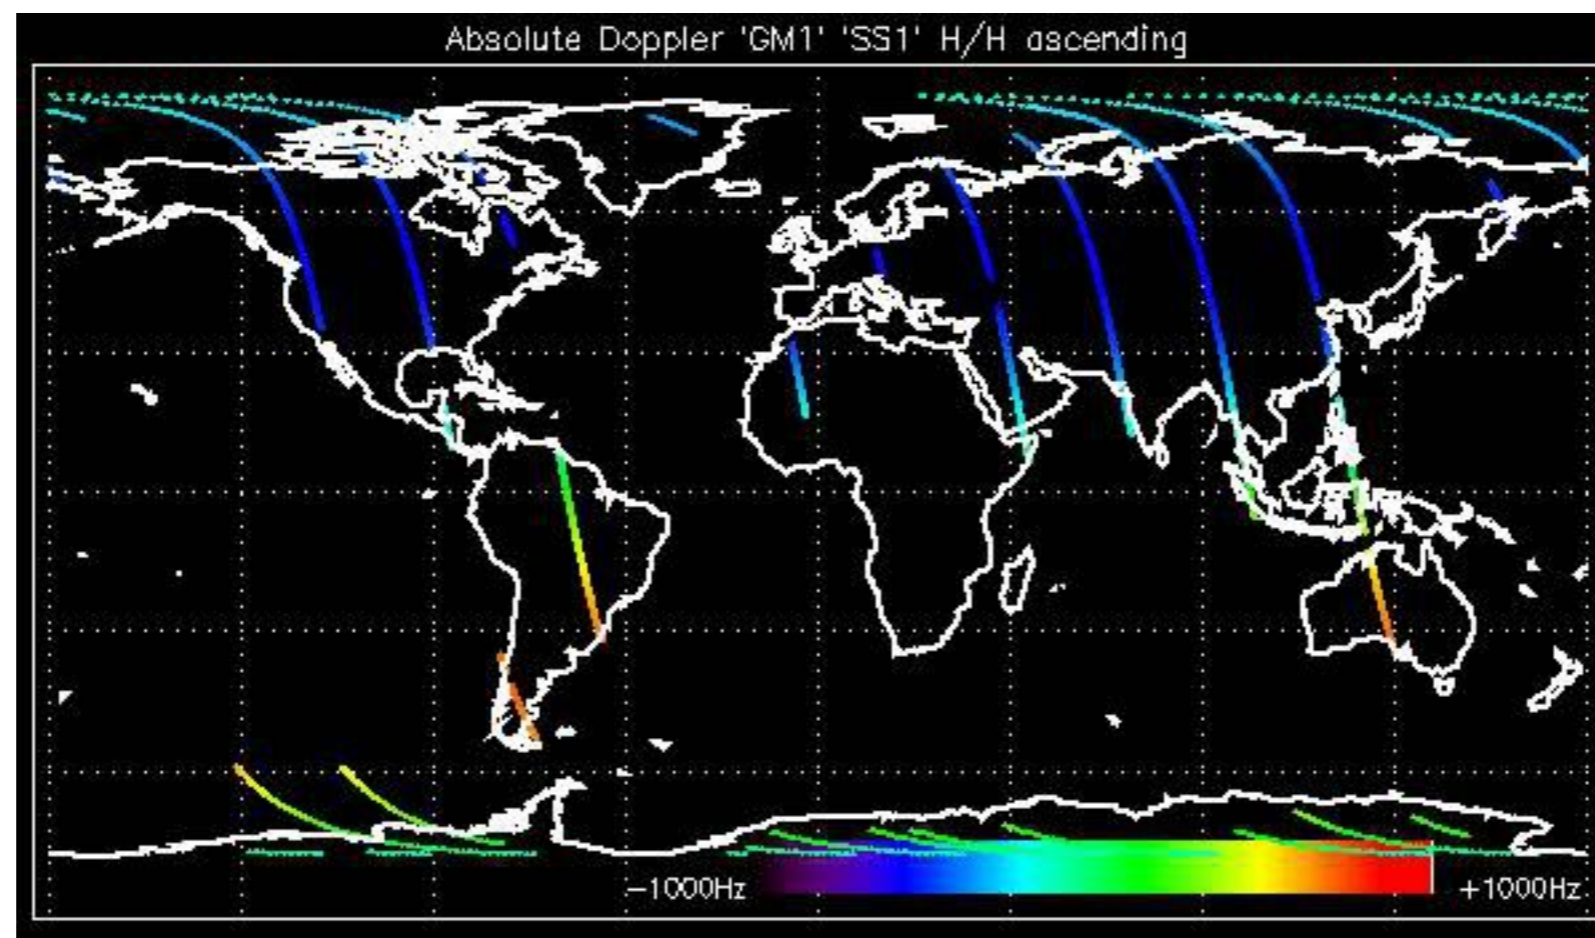 Absolute Doppler 'GM1' 'SS1' H/H ascending
−1000Hz
+1000Hz